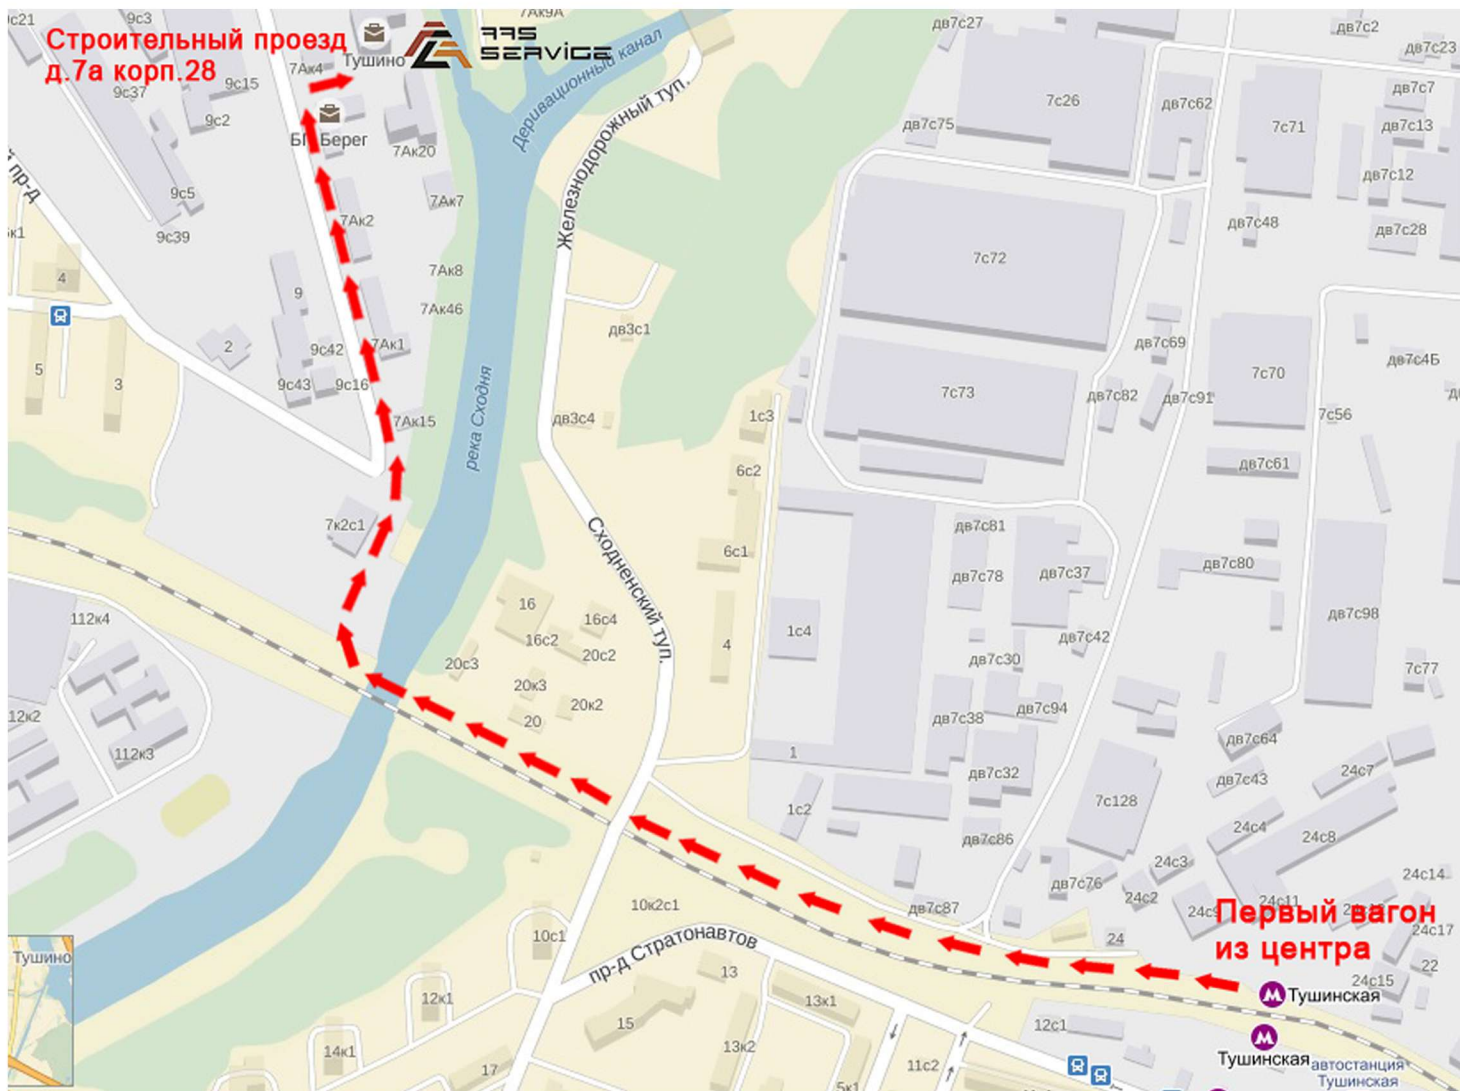 9с21
9с3
Строительный проезд
д.7а корп.28
9с37
9с15
7Ак4
Тушино
775
SERVICE
7Ак9А
Деривационный канал
Железнодорожный туп.
9с2
БП Берег
7Ак20
9с5
7Ак7
7Ак2
9с39
й пр-д
4
9
7Ак8
7Ак46
2
9с42
7Ак1
5
3
9с43
9с16
7Ак15
река Сходня
7к2с1
дв7с27
дв7с2
дв7с23
7с26
дв7с62
дв7с7
дв7с75
7с71
дв7с13
дв7с12
дв7с48
дв7с28
7с72
дв3с1
дв7с69
дв7с4Б
7с70
7с73
дв7с82
дв7с91
дв3с4
1с3
7с56
6с2
дв7с61
Сходненский туп.
дв7с81
6с1
дв7с78
дв7с37
дв7с80
16
16с4
1с4
дв7с98
112к4
16с2
20с2
4
дв7с42
20с3
дв7с30
7с77
20к3
20к2
дв7с94
12к2
20
дв7с38
112к3
1
дв7с64
дв7с32
24с7
дв7с43
1с2
7с128
24с4
24с8
дв7с86
24с3
24с14
дв7с76
24с2
24с11
дв7с87
Первый вагон
из центра
10к2с1
24с17
10с1
24
22
пр-д Стратонавтов
Тушино
13
24с15
12к1
13к1
Тушинская
15
12с1
14к1
13к2
Тушинская
автостанция
Тушинская
17
11с2
5к1